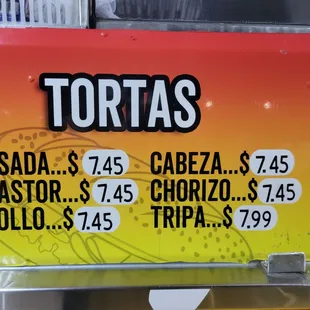 TORTAS
SADA...$ 7.45 CABEZA...$ 7.45
ASTOR...$ 7.45 CHORIZO...$ 7.45
OLLO...$ 7.45 TRIPA...$ 7.99